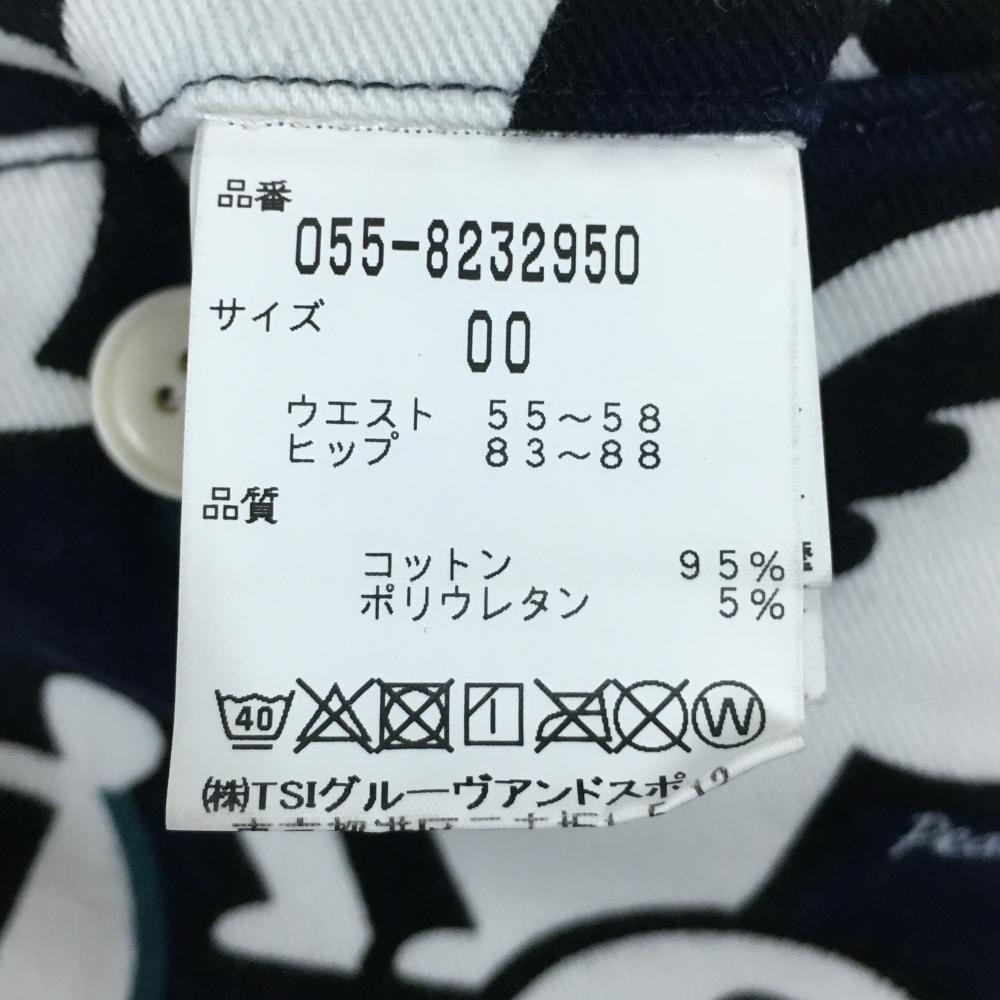 品番
055-8232950
サイズ
00
ウエスト 55～58
ヒップ 83～88
品質
コットン 95%
ポリウレタン 5%
40
W
㈱TSIグルーヴアンドスポ